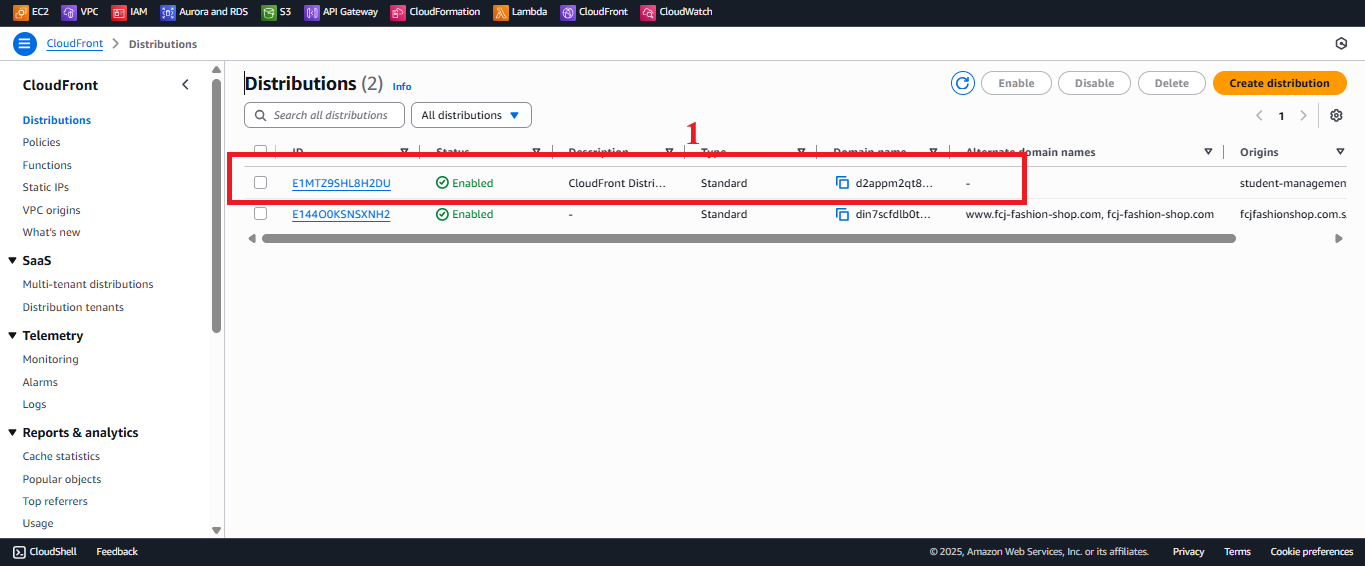 EC2 VPC IAM Aurora and RDS S3 API Gateway CloudFormation Lambda CloudFront CloudWatch
CloudFront > Distributions
CloudFront
Distributions
Policies
Functions
Static IPs
VPC origins
What's new
SaaS
Multi-tenant distributions
Distribution tenants
Telemetry
Monitoring
Alarms
Logs
Reports & analytics
Cache statistics
Popular objects
Top referrers
Usage
Distributions (2) Info
Enable Disable Delete Create distribution
Search all distributions All distributions
1
1
ID Status Description Type Domain name Alternate domain names Origins
E1MTZ9SHL8H2DU Enabled CloudFront Distri... Standard d2appm2qt8... - student-managemen
E144O0KSNSXNH2 Enabled - Standard din7scfdlb0t... www.fcj-fashion-shop.com, fcj-fashion-shop.com fcjfashionshop.com.s
CloudShell Feedback © 2025, Amazon Web Services, Inc. or its affiliates. Privacy Terms Cookie preferences